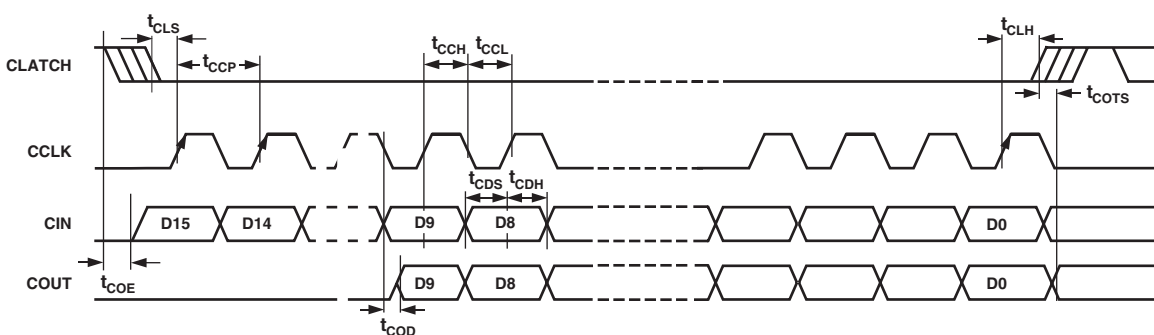 tCLS
tCCH
tCCL
tCLH
CLATCH
tCCP
tCOTS
CCLK
tCDS
tCDH
CIN
D15
D14
D9
D8
D0
tCOE
COUT
D9
D8
D0
tCOD